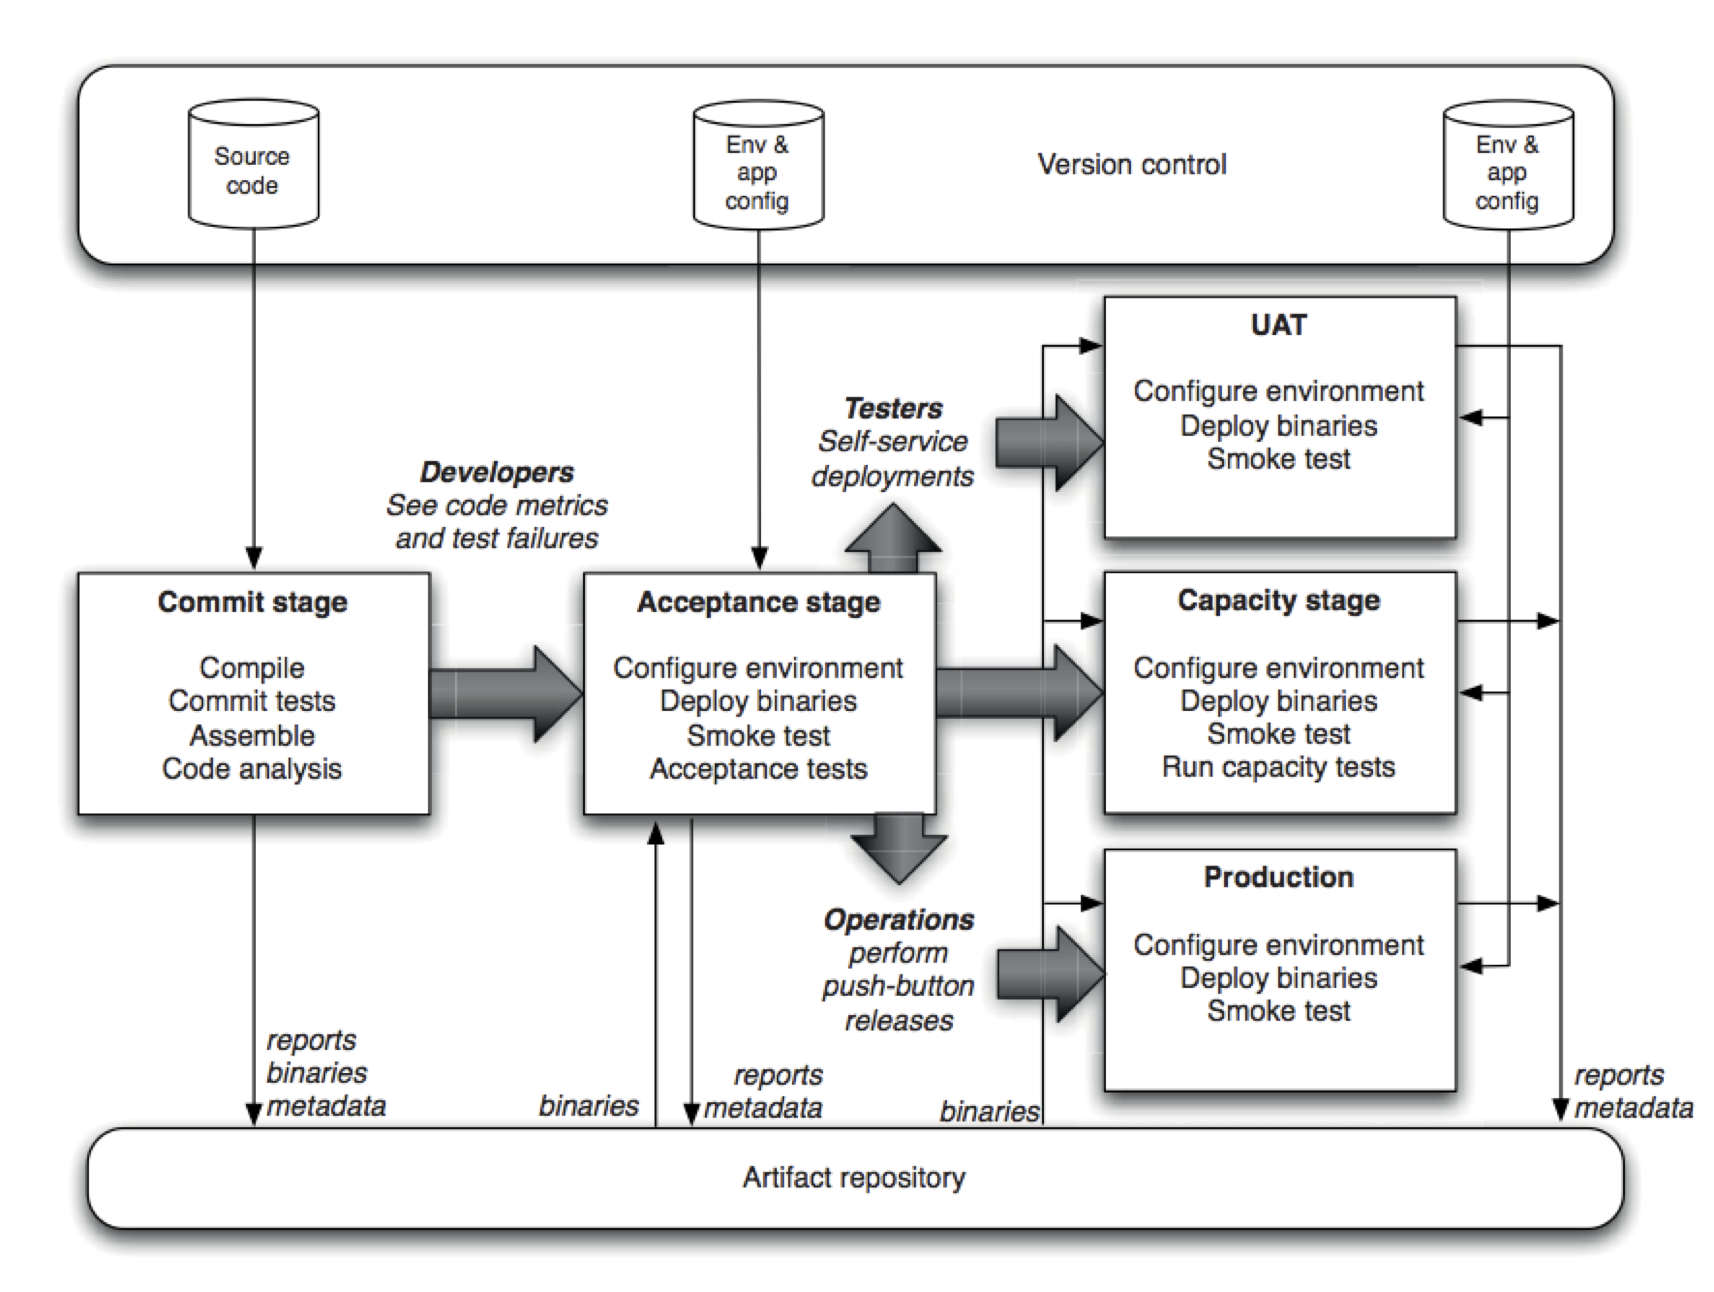 Source
code
Env &
app
config
Version control
Env &
app
config
Developers
See code metrics
and test failures
Testers
Self-service
deployments
UAT
Configure environment
Deploy binaries
Smoke test
Commit stage
Compile
Commit tests
Assemble
Code analysis
Acceptance stage
Configure environment
Deploy binaries
Smoke test
Acceptance tests
Capacity stage
Configure environment
Deploy binaries
Smoke test
Run capacity tests
Operations
perform
push-button
releases
Production
Configure environment
Deploy binaries
Smoke test
reports
binaries
metadata
binaries
reports
metadata
binaries
reports
metadata
Artifact repository